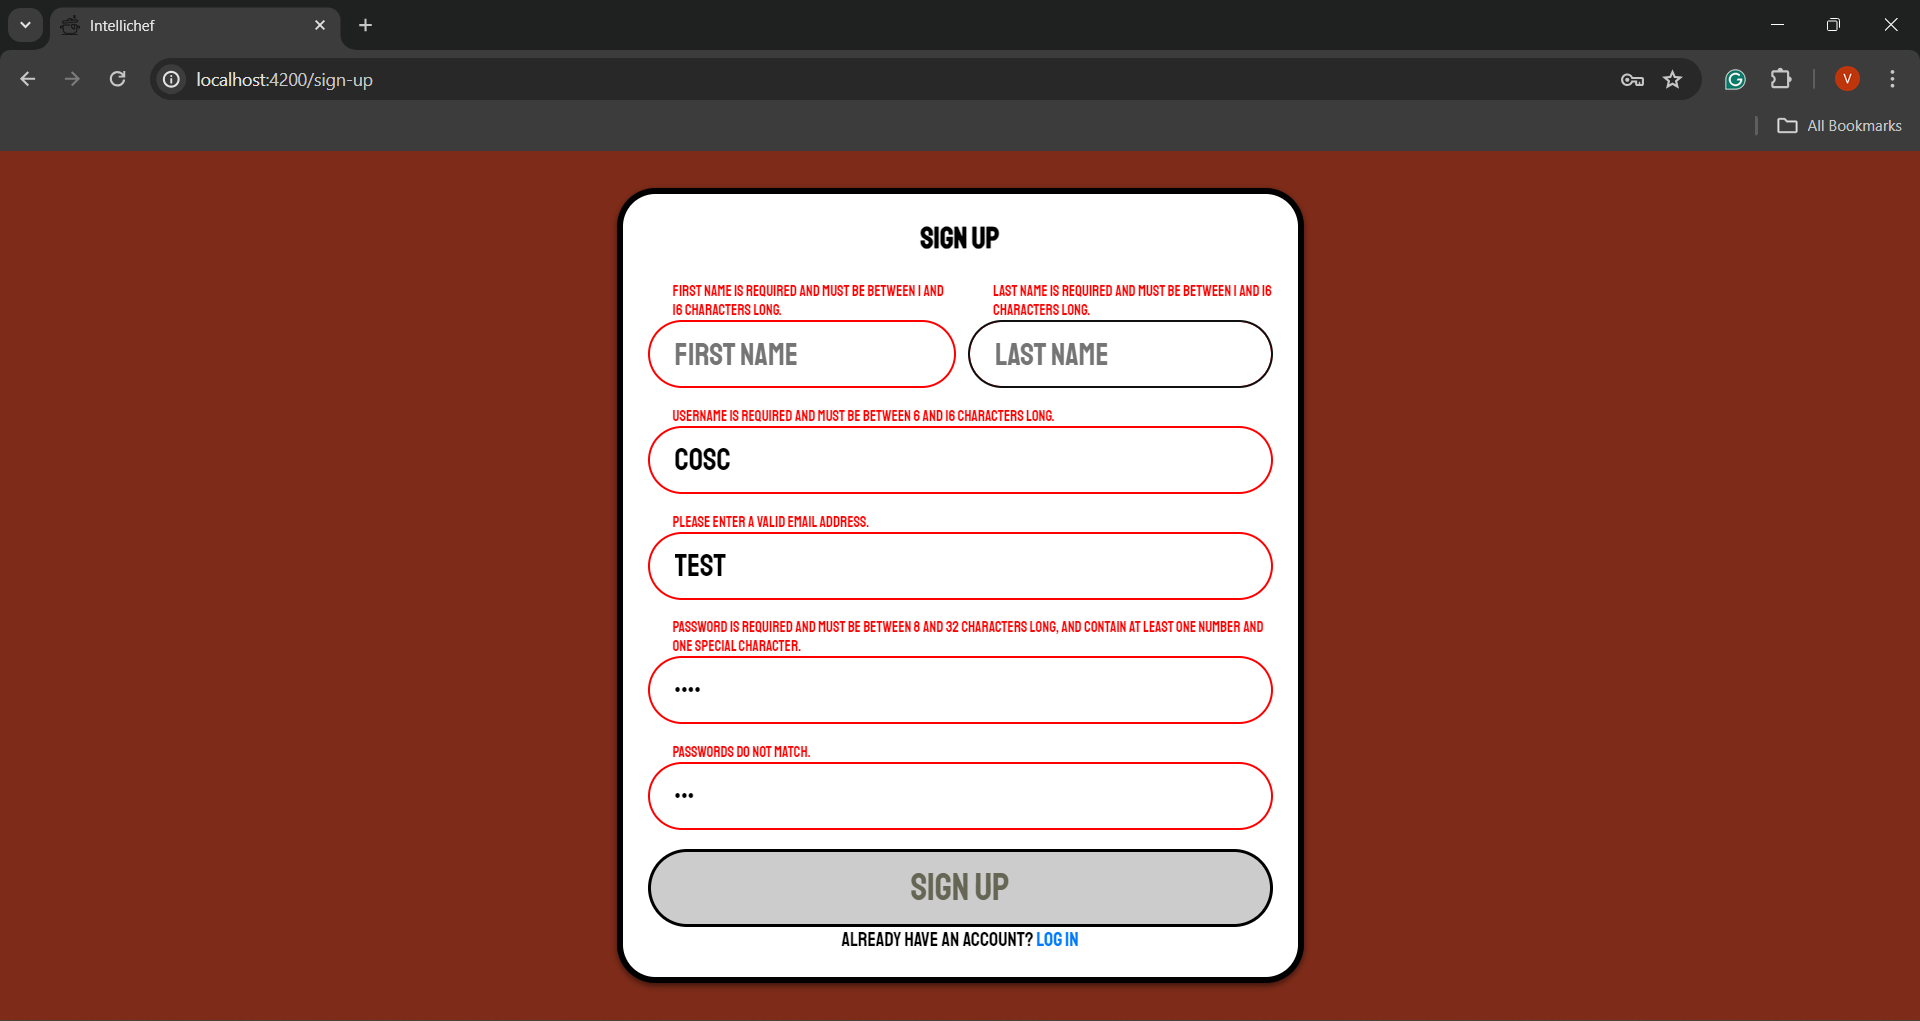 Intellichef
localhost:4200/sign-up
V
All Bookmarks
SIGN UP
FIRST NAME IS REQUIRED AND MUST BE BETWEEN 1 AND
16 CHARACTERS LONG.
LAST NAME IS REQUIRED AND MUST BE BETWEEN 1 AND 16
CHARACTERS LONG.
FIRST NAME
LAST NAME
USERNAME IS REQUIRED AND MUST BE BETWEEN 6 AND 16 CHARACTERS LONG.
COSC
PLEASE ENTER A VALID EMAIL ADDRESS.
TEST
PASSWORD IS REQUIRED AND MUST BE BETWEEN 8 AND 32 CHARACTERS LONG, AND CONTAIN AT LEAST ONE NUMBER AND
ONE SPECIAL CHARACTER.
••••
PASSWORDS DO NOT MATCH.
•••
SIGN UP
ALREADY HAVE AN ACCOUNT? LOG IN